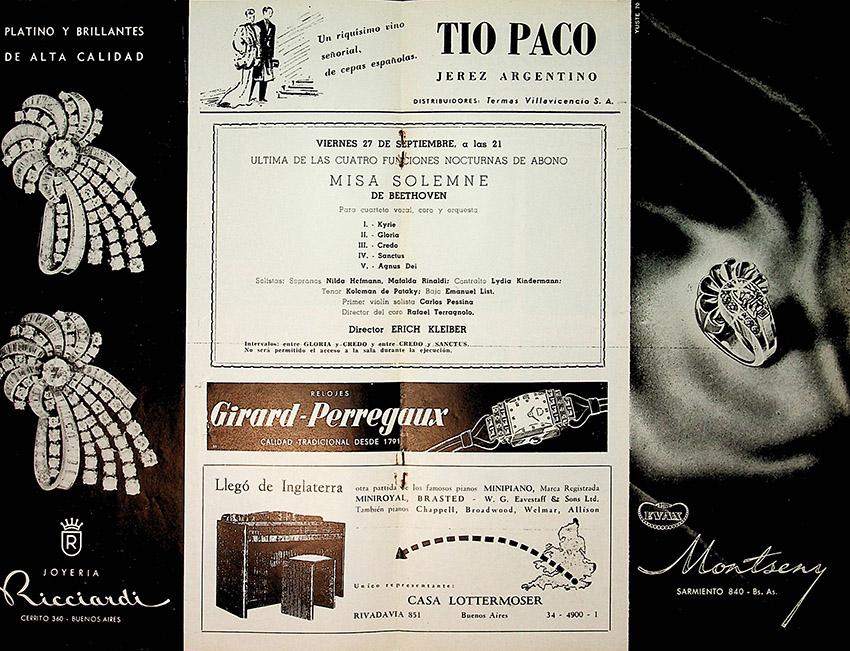 PLATINO Y BRILLANTES
DE ALTA CALIDAD
R
JOYERIA
Ricciardi
CERRITO 360 - BUENOS AIRES
Un riquísimo vino
señorial,
de cepas españolas.
TIO PACO
JEREZ ARGENTINO
DISTRIBUIDORES: Termas Villavicencio S. A.
VIERNES 27 DE SEPTIEMBRE, a las 21
ULTIMA DE LAS CUATRO FUNCIONES NOCTURNAS DE ABONO
MISA SOLEMNE
DE BEETHOVEN
Para cuarteto vocal, coro y orquesta
I. - Kyrie
II. - Gloria
III. - Credo
IV. - Sanctus
V. - Agnus Dei
Solistas: Sopranos Nilda Hofmann, Mafalda Rinaldi; Contralto Lydia Kindermann;
Tenor Koloman de Pataky; Bajo Emanuel List.
Primer violín solista Carlos Pessina
Director del coro Rafael Terragnolo.
Director ERICH KLEIBER
Intervalos: entre GLORIA y CREDO y entre CREDO y SANCTUS.
No será permitido el acceso a la sala durante la ejecución.
RELOJES
Girard-Perregaux
CALIDAD TRADICIONAL DESDE 1791
Llegó de Inglaterra
otra partida de los famosos pianos MINIPIANO, Marca Registrada
MINIROYAL, BRASTED - W. G. Eavestaff & Sons Ltd.
También pianos Chappell, Broadwood, Welmar, Allison
Unico representante:
CASA LOTTERMOSER
RIVADAVIA 851 Buenos Aires 34 - 4900 - 1
YUSTE 70
EVAX
Montseny
SARMIENTO 840 - Bs. As.